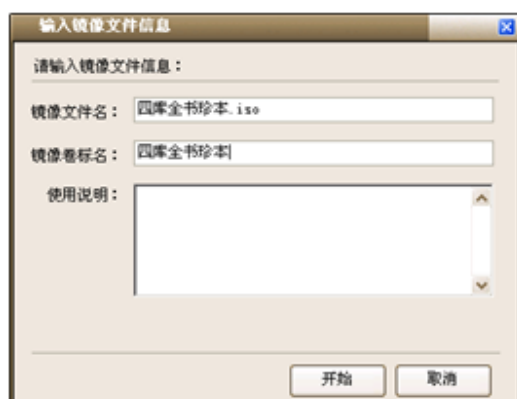 输入镜像文件信息
请输入镜像文件信息：
镜像文件名：四库全书珍本.iso
镜像卷标名：四库全书珍本
使用说明：
开始 取消